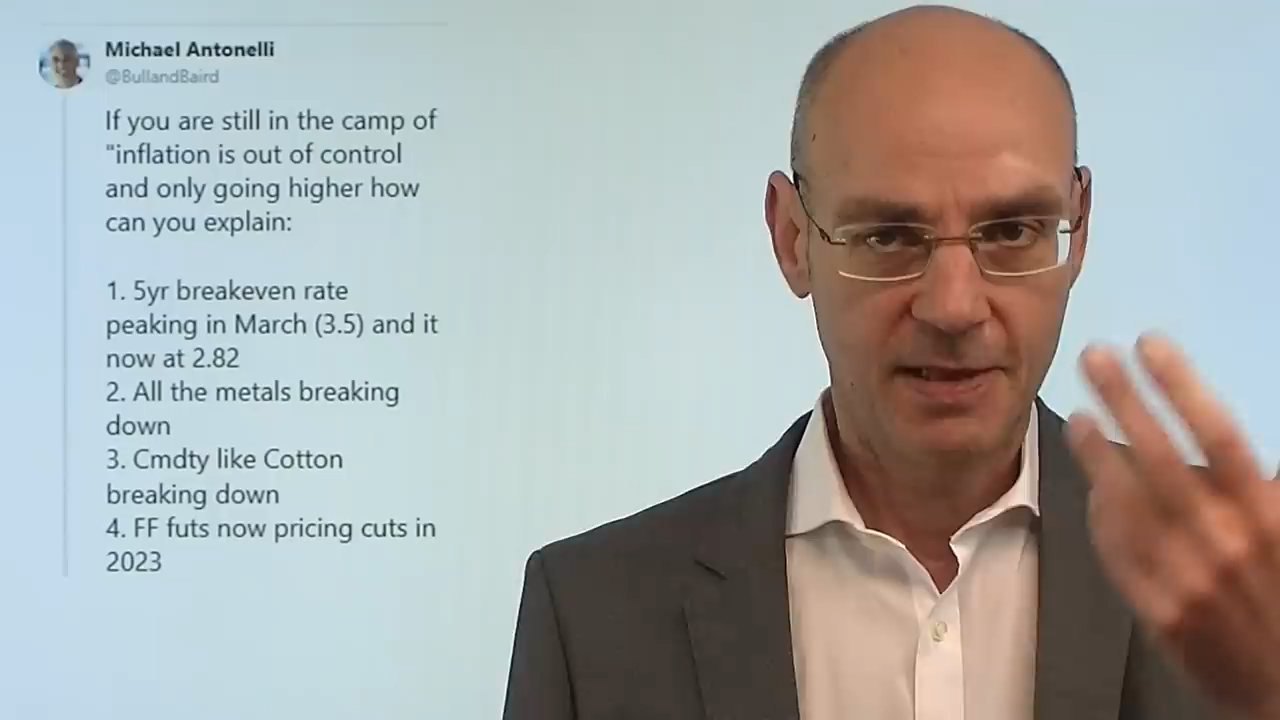 Michael Antonelli
@BullandBaird
If you are still in the camp of
"inflation is out of control
and only going higher how
can you explain:
1. 5yr breakeven rate
peaking in March (3.5) and it
now at 2.82
2. All the metals breaking
down
3. Cmdty like Cotton
breaking down
4. FF futs now pricing cuts in
2023